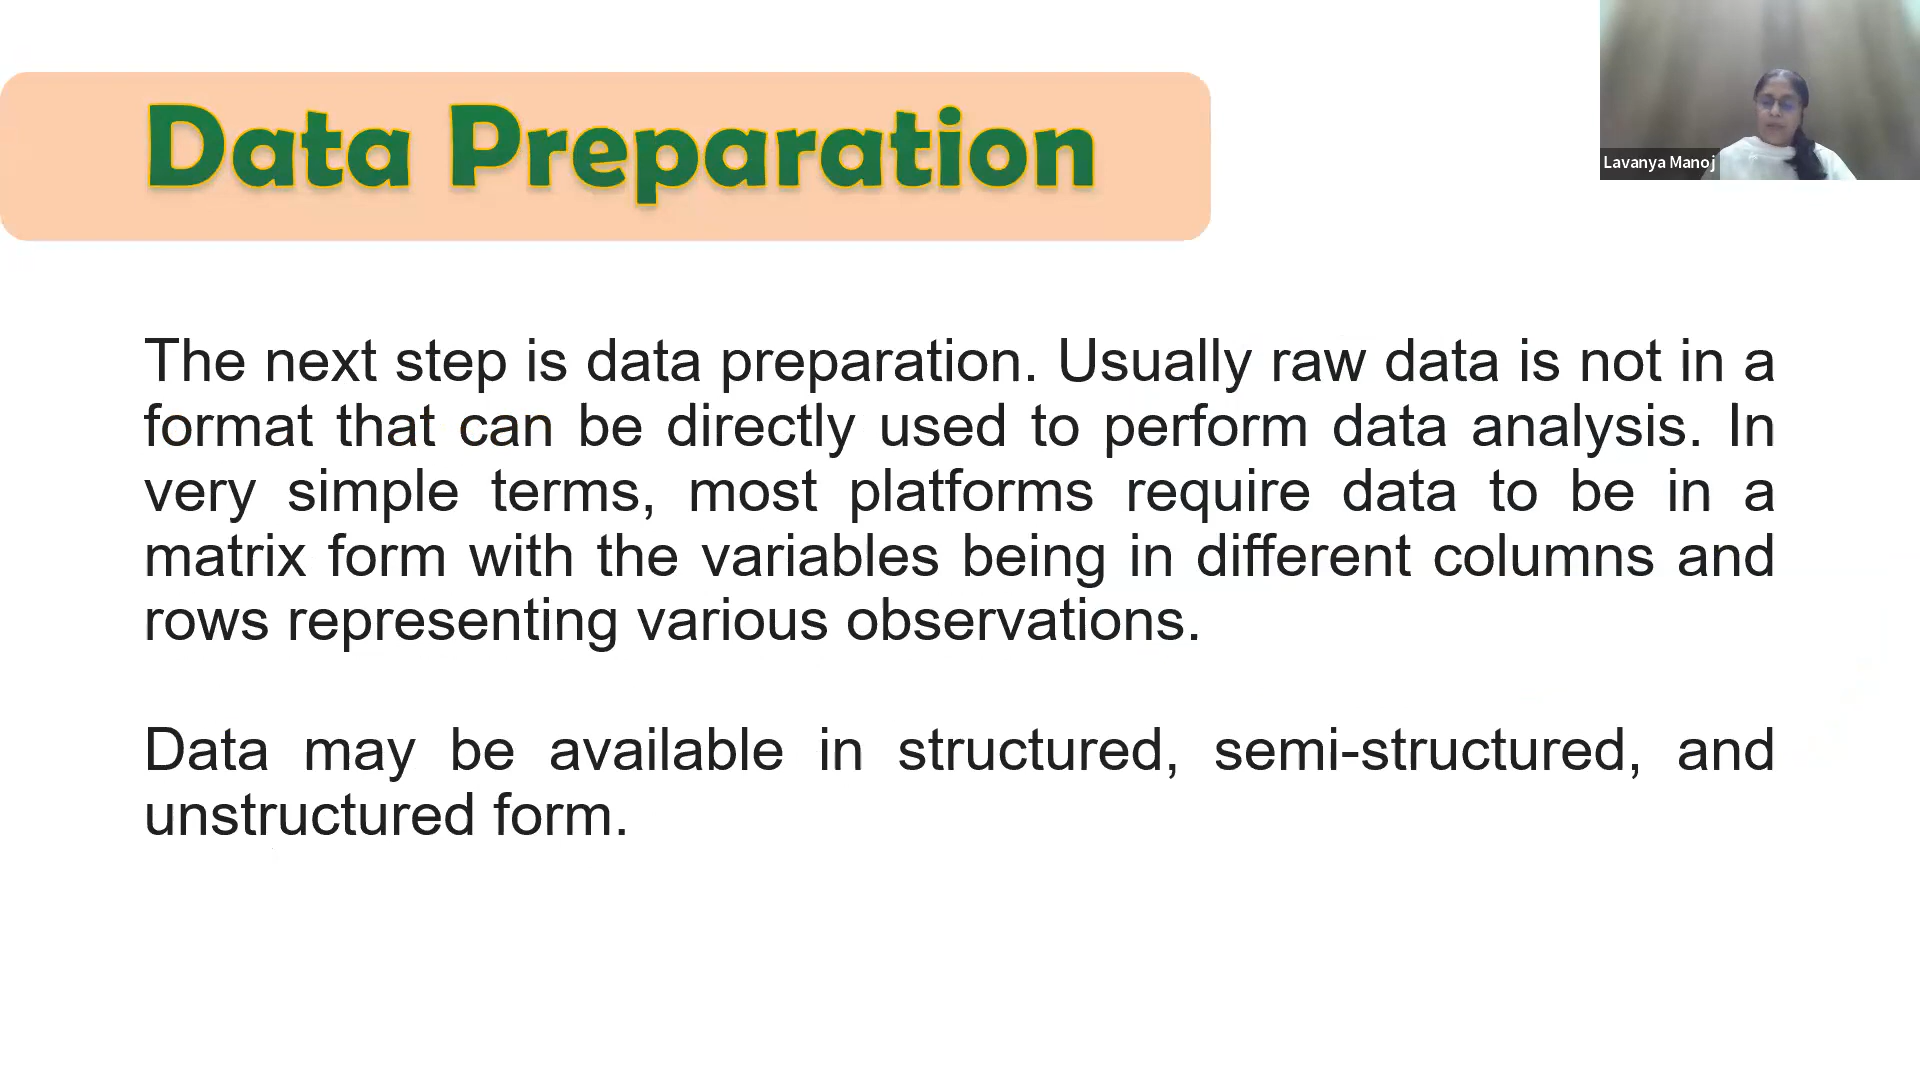 Data Preparation
Lavanya Manoj
The next step is data preparation. Usually raw data is not in a
format that can be directly used to perform data analysis. In
very simple terms, most platforms require data to be in a
matrix form with the variables being in different columns and
rows representing various observations.
Data may be available in structured, semi-structured, and
unstructured form.